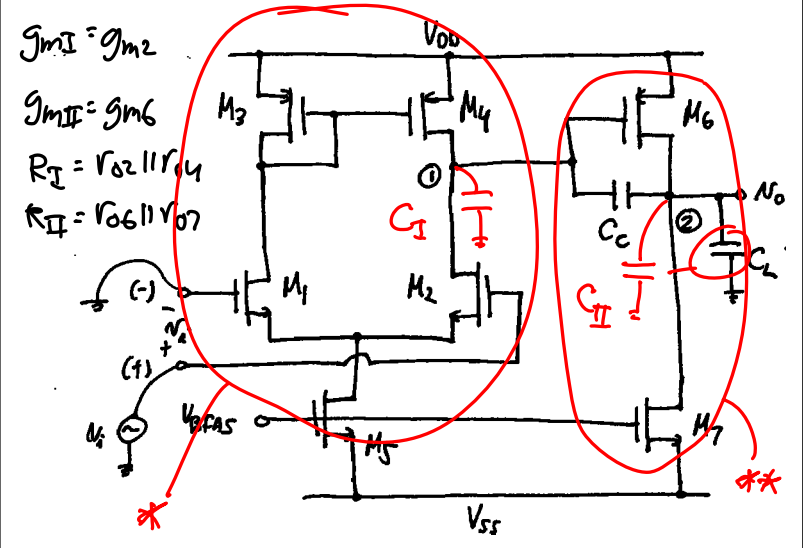 gmI = gm2
VDD
gmII = gm6
M3
M4
M6
RI = ro2 || ro4
①
RII = ro6 || ro7
CI
Cc
②
No
CL
(-)
M1
M2
CII
-
+
(+)
Ni
VBIAS
M5
M7
*
**
VSS